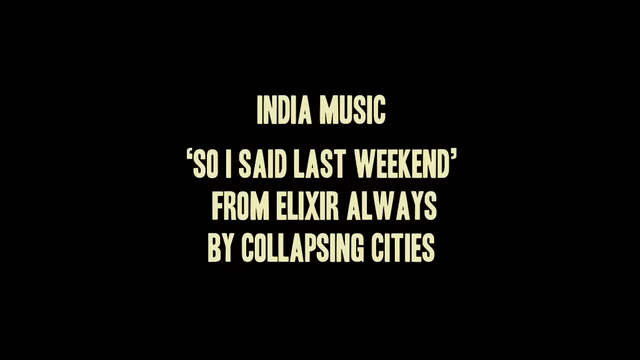 INDIA MUSIC
‘SO I SAID LAST WEEKEND’
FROM ELIXIR ALWAYS
BY COLLAPSING CITIES